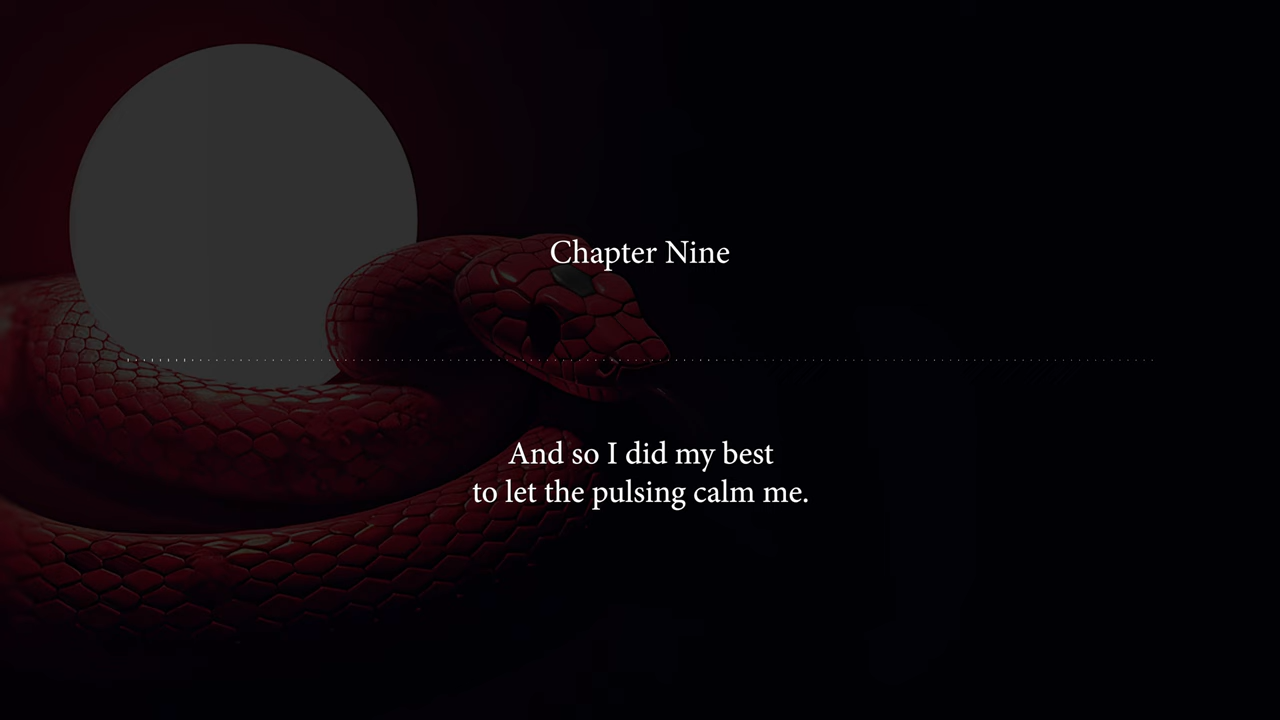 Chapter Nine
And so I did my best
to let the pulsing calm me.